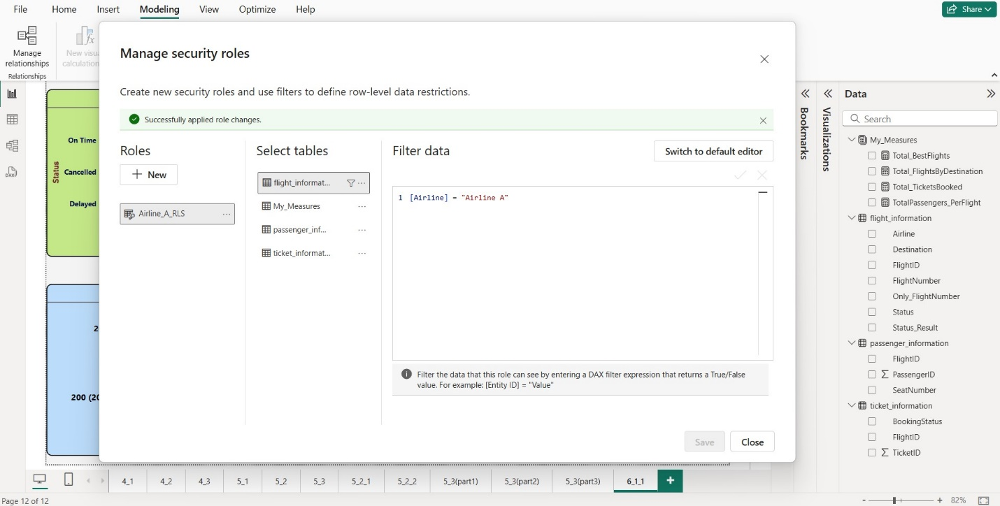 File Home Insert Modeling View Optimize Help
Share
Manage relationships
Relationships
New visu
calculation
Manage security roles
Create new security roles and use filters to define row-level data restrictions.
Successfully applied role changes.
Roles
New
Airline_A_RLS
Select tables
flight_informat...
My_Measures
passenger_inf...
ticket_informat...
Filter data
Switch to default editor
1 [Airline] = "Airline A"
Filter the data that this role can see by entering a DAX filter expression that returns a True/False
value. For example: [Entity ID] = "Value"
Save Close
Status
On Time
Cancelled
Delayed
2
200 (20
Bookmarks
Visualizations
Data
Search
My_Measures
Total_BestFlights
Total_FlightsByDestination
Total_TicketsBooked
TotalPassengers_PerFlight
flight_information
Airline
Destination
FlightID
FlightNumber
Only_FlightNumber
Status
Status_Result
passenger_information
FlightID
PassengerID
SeatNumber
ticket_information
BookingStatus
FlightID
TicketID
4_1 4_2 4_3 5_1 5_2 5_3 5_2_1 5_2_2 5_3(part1) 5_3(part2) 5_3(part3) 6_1_1 +
Page 12 of 12
- + 82%